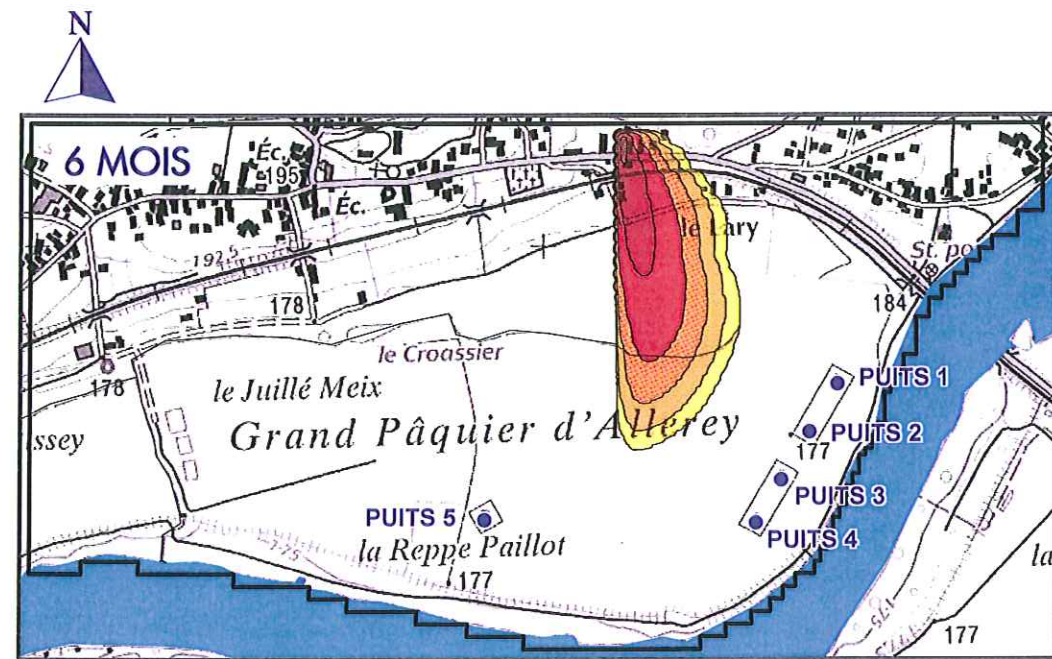 N
6 MOIS
Éc.
195
Éc.
192,5
le Lary
St. po
184
178
178
le Croassier
PUITS 1
le Juillé Meix
Grand Pâquier d'Allerey
PUITS 2
ssey
177
PUITS 3
PUITS 5
PUITS 4
la Reppe Paillot
175
la
177
175
177